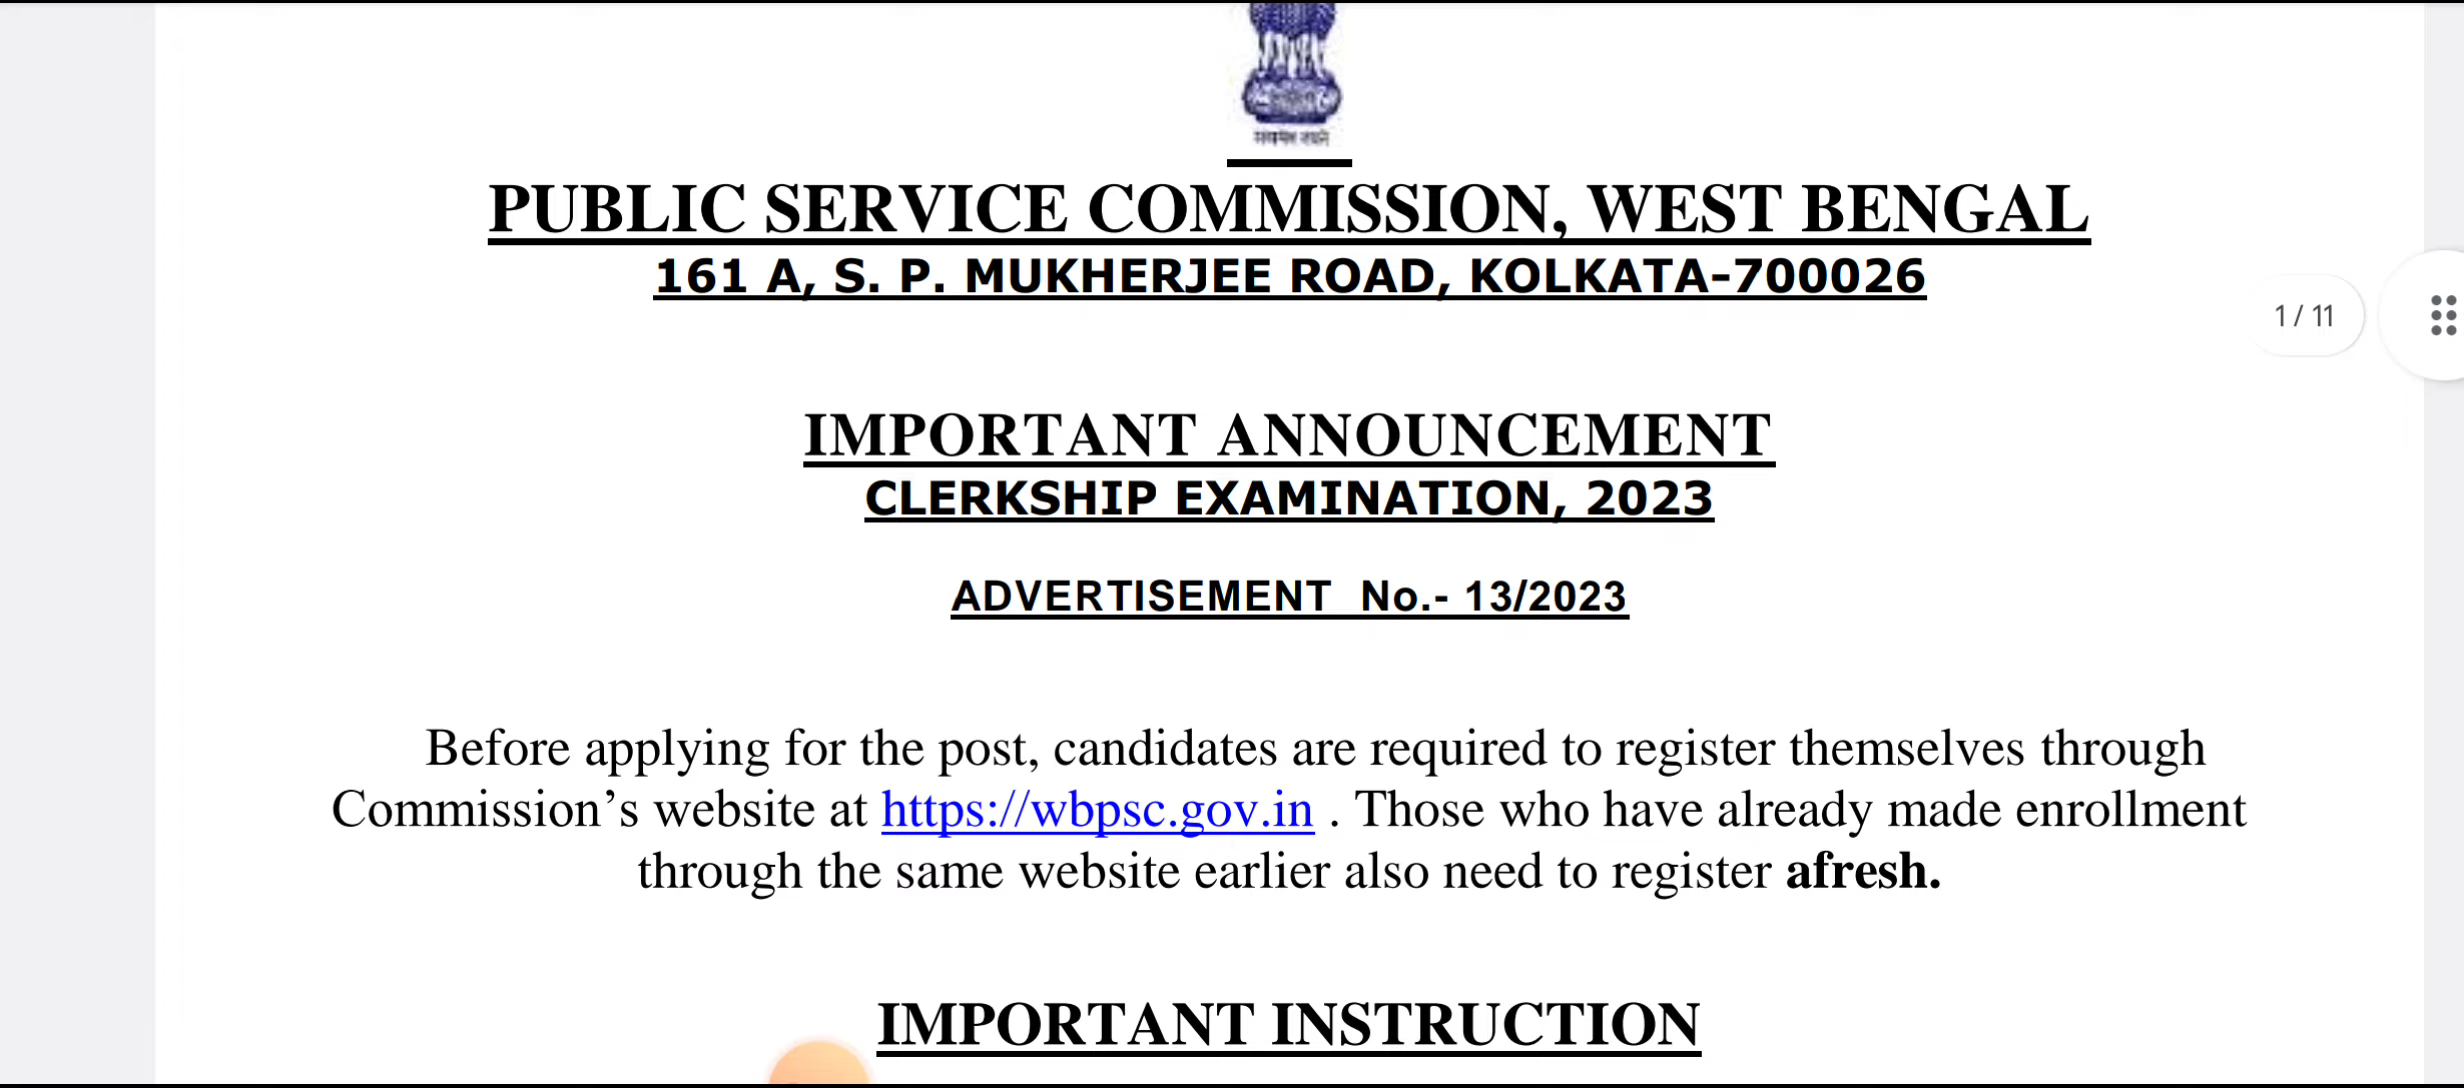 PUBLIC SERVICE COMMISSION, WEST BENGAL
161 A, S. P. MUKHERJEE ROAD, KOLKATA-700026
1 / 11
IMPORTANT ANNOUNCEMENT
CLERKSHIP EXAMINATION, 2023
ADVERTISEMENT No.- 13/2023
Before applying for the post, candidates are required to register themselves through
Commission’s website at https://wbpsc.gov.in . Those who have already made enrollment
through the same website earlier also need to register afresh.
IMPORTANT INSTRUCTION